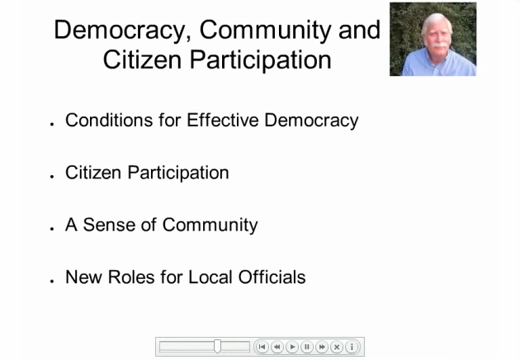 Democracy, Community and
Citizen Participation
. Conditions for Effective Democracy
. Citizen Participation
. A Sense of Community
. New Roles for Local Officials